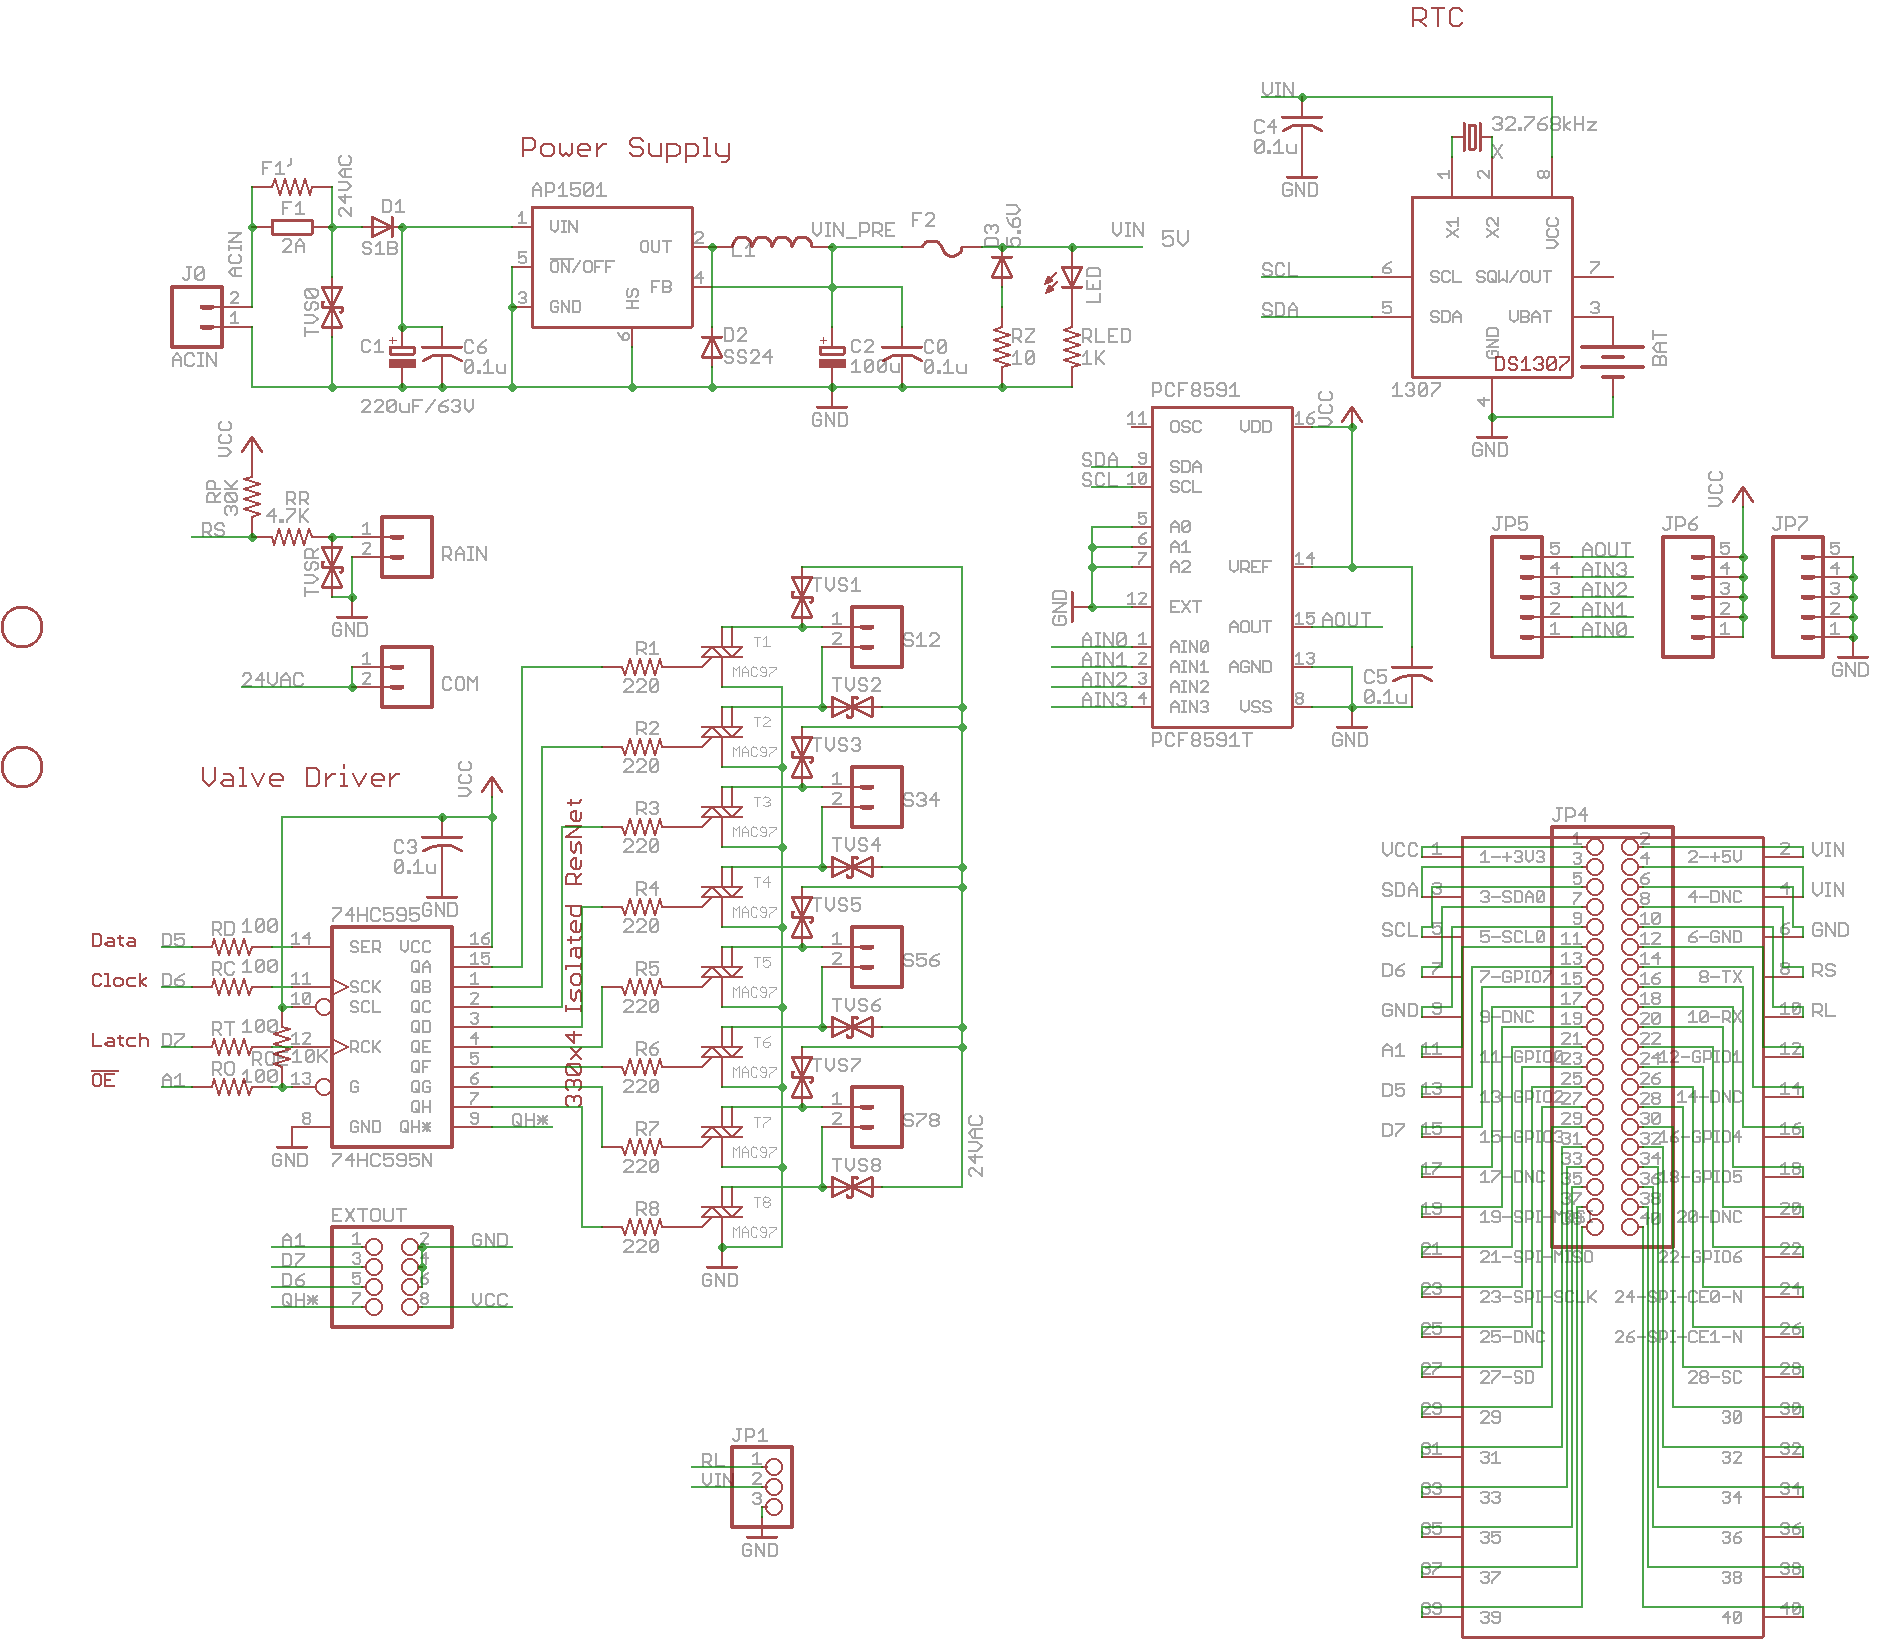 RTC
Power Supply
J0
ACIN
2
1
ACIN
F1'
F1
2A
24VAC
TVS0
D1
S1B
C1
+
220uF/63V
C6
0.1u
AP1501
1
5
3
VIN
ON/OFF
GND
OUT
FB
HS
2
4
6
L1
D2
SS24
VIN_PRE
+
C2
100u
C0
0.1u
GND
F2
D3
5.6V
RZ
10
LED
RLED
1K
VIN
5V
VIN
C4
0.1u
GND
32.768kHz
X
1
2
8
X1
X2
VCC
SCL
6
SCL
SQW/OUT
7
SDA
5
SDA
VBAT
3
GND
DS1307
1307
4
GND
BAT
VCC
RP
30K
RS
RR
4.7K
TVSR
1
2
RAIN
GND
24VAC
1
2
COM
PCF8591
11
OSC
VDD
16
VCC
SDA
9
SDA
SCL
10
SCL
5
A0
6
A1
7
A2
VREF
14
GND
12
EXT
AOUT
15
AOUT
AIN0
1
AIN0
AIN1
2
AIN1
AGND
13
AIN2
3
AIN2
AIN3
4
AIN3
VSS
8
PCF8591T
GND
C5
0.1u
JP5
5
AOUT
4
AIN3
3
AIN2
2
AIN1
1
AIN0
VCC
JP6
5
4
3
2
1
JP7
5
4
3
2
1
GND
Valve Driver
VCC
C3
0.1u
GND
74HC595
Data
D5
RD
100
14
SER
VCC
16
QA
15
Clock
D6
RC
100
11
SCK
QB
1
10
SCL
QC
2
QD
3
Latch
D7
RT
100
12
RCK
QE
4
10K
QF
5
OE
A1
RO
100
13
G
QG
6
QH
7
8
GND
QH*
9
QH*
GND
74HC595N
330x4 Isolated ResNet
R1
220
T1
MAC97
R2
220
T2
MAC97
R3
220
T3
MAC97
R4
220
T4
MAC97
R5
220
T5
MAC97
R6
220
T6
MAC97
R7
220
T7
MAC97
R8
220
T8
MAC97
GND
TVS1
1
2
S12
TVS2
TVS3
1
2
S34
TVS4
TVS5
1
2
S56
TVS6
TVS7
1
2
S78
TVS8
24VAC
EXTOUT
A1
1
2
GND
D7
3
4
D6
5
6
QH*
7
8
VCC
JP1
RL
1
VIN
2
3
GND
JP4
1
2
3
4
5
6
7
8
9
10
11
12
13
14
15
16
17
18
19
20
21
22
23
24
25
26
27
28
29
30
31
32
33
34
35
36
37
38
39
40
VCC
1
1-+3V3
2-+5V
2
VIN
SDA
3
3-SDA0
4-DNC
4
VIN
SCL
5
5-SCL0
6-GND
6
GND
D6
7
7-GPIO7
8-TX
8
RS
GND
9
9-DNC
10-RX
10
RL
A1
11
11-GPIO0
12-GPIO1
12
D5
13
13-GPIO2
14-DNC
14
D7
15
15-GPIO3
16-GPIO4
16
17
17-DNC
18-GPIO5
18
19
19-SPI-MOSI
20-DNC
20
21
21-SPI-MISO
22-GPIO6
22
23
23-SPI-SCLK
24-SPI-CE0-N
24
25
25-DNC
26-SPI-CE1-N
26
27
27-SD
28-SC
28
29
29
30
30
31
31
32
32
33
33
34
34
35
35
36
36
37
37
38
38
39
39
40
40